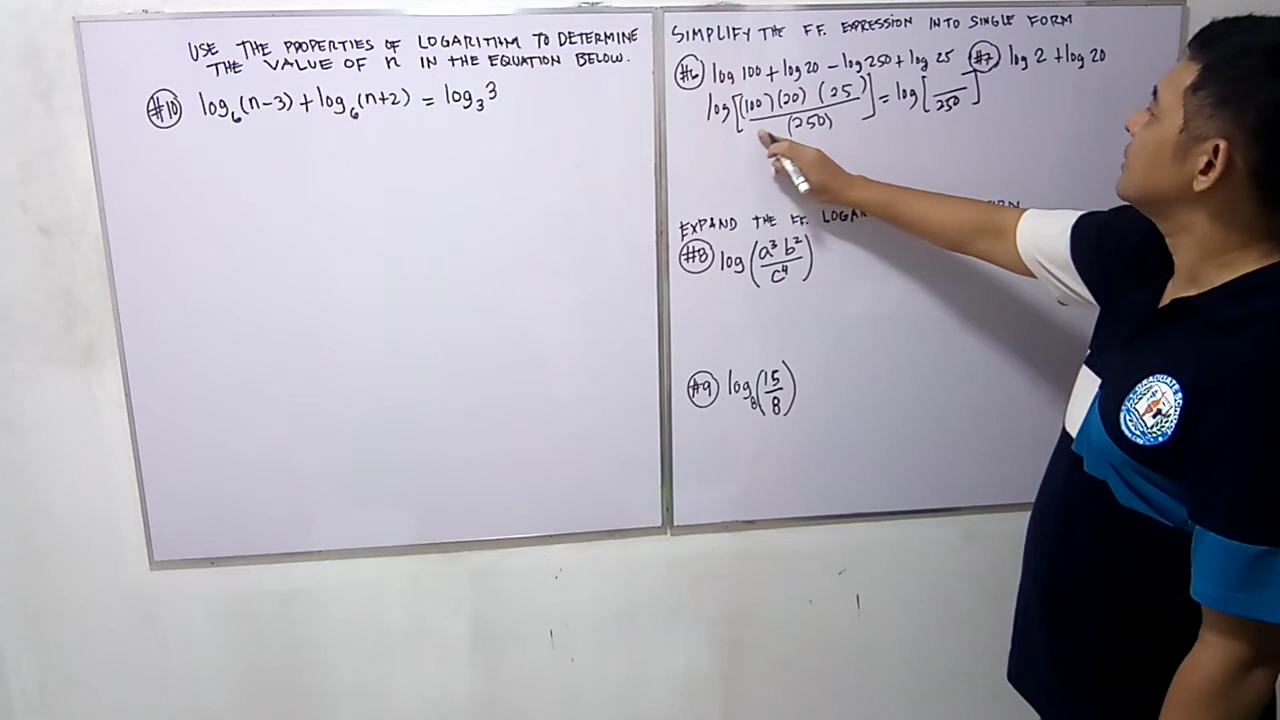 USE THE PROPERTIES OF LOGARITHM TO DETERMINE
THE VALUE OF n IN THE EQUATION BELOW.
#10 log₆(n-3) + log₆(n+2) = log₃3
SIMPLIFY THE FF. EXPRESSION INTO SINGLE FORM
#6 log 100 + log 20 - log 250 + log 25 #7 log 2 + log 20
log[(100)(20)(25)/(250)] = log[ /250]
EXPAND THE FF.
#8 log(a³b²/c⁴)
#9 log₈(15/8)
GRADUATE SCHOOL